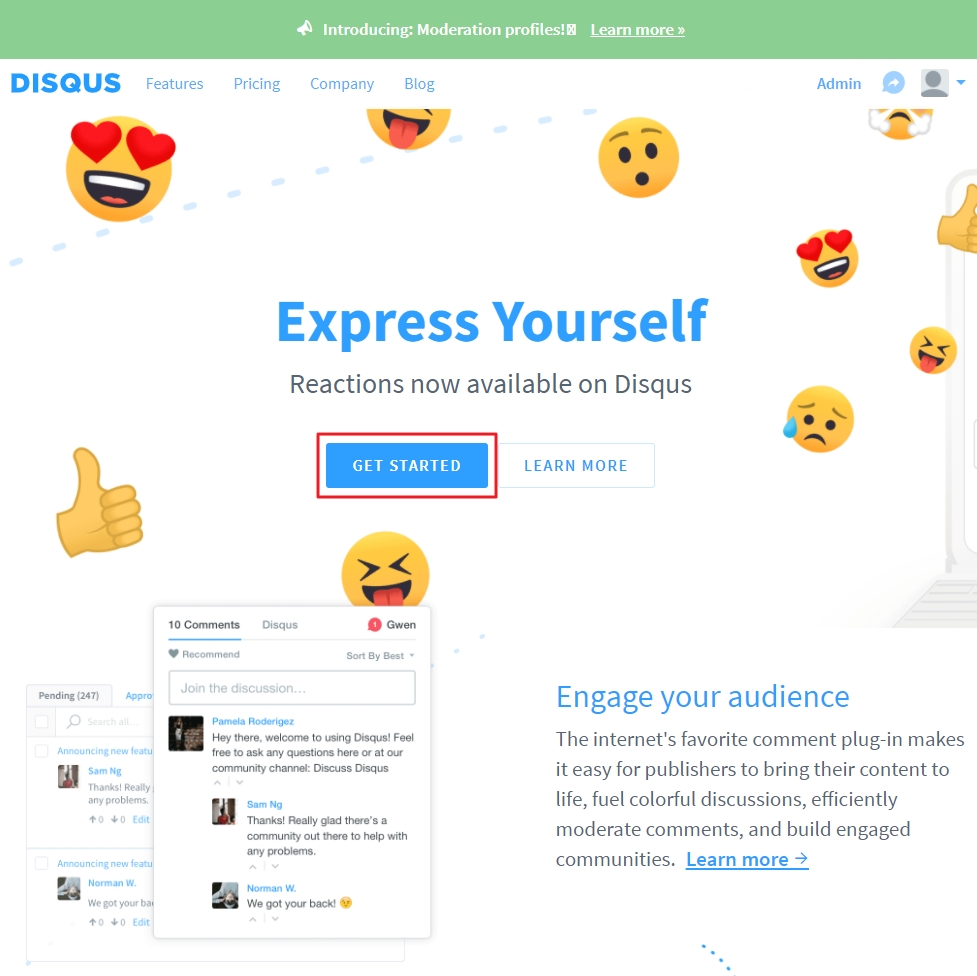 Introducing: Moderation profiles! Learn more »
DISQUS Features Pricing Company Blog Admin
Express Yourself
Reactions now available on Disqus
GET STARTED LEARN MORE
10 Comments Disqus 1 Gwen
Recommend Sort By Best
Join the discussion...
Pamela Roderigez
Hey there, welcome to using Disqus! Feel
free to ask any questions here or at our
community channel: Discuss Disqus
Sam Ng
Thanks! Really glad there's a
community out there to help with
any problems.
Norman W.
We got your back!
Pending (247) Appro
Search all...
Announcing new featu
Sam Ng
Thanks! Really
any problems.
0 0 Edit
Announcing new featu
Norman W.
We got your ba
0 0 Edit
Engage your audience
The internet's favorite comment plug-in makes
it easy for publishers to bring their content to
life, fuel colorful discussions, efficiently
moderate comments, and build engaged
communities. Learn more →